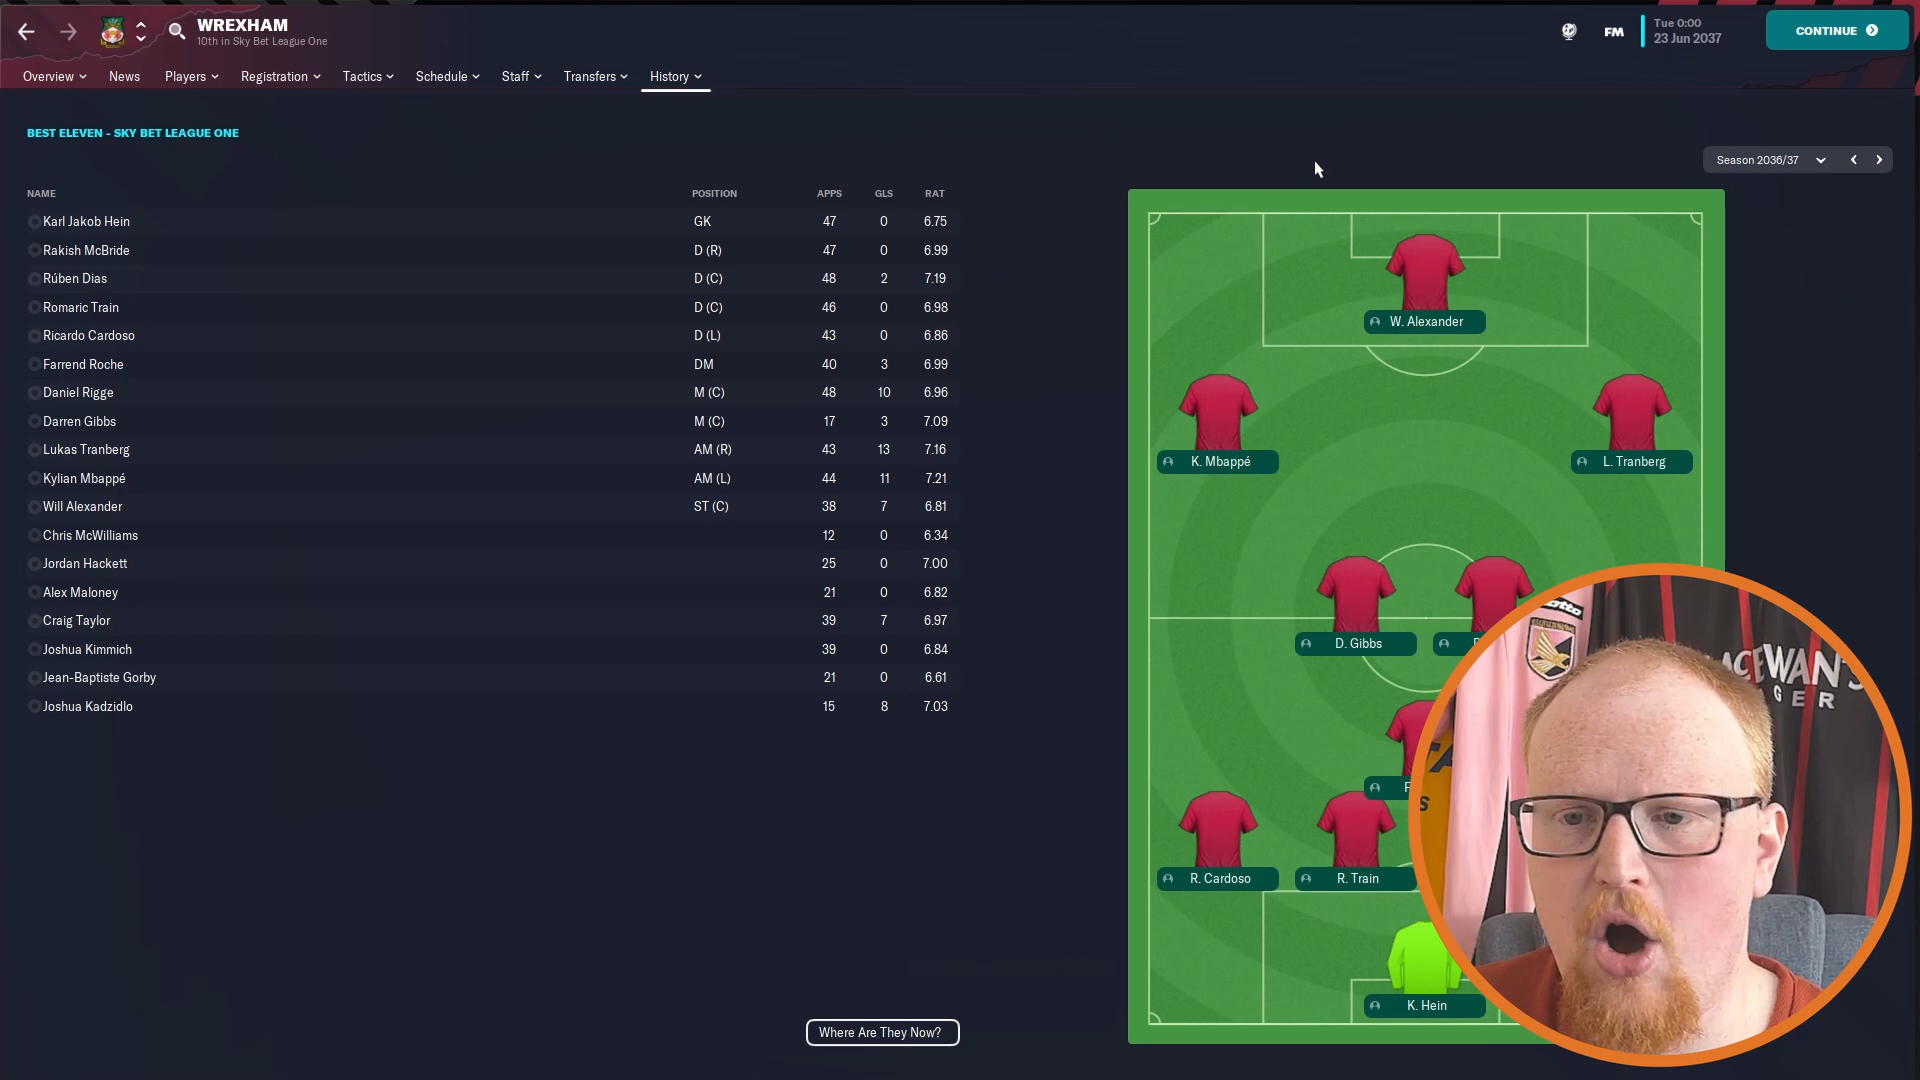 WREXHAM
10th in Sky Bet League One
FM
Tue 0:00
23 Jun 2037
CONTINUE
Overview News Players Registration Tactics Schedule Staff Transfers History
BEST ELEVEN - SKY BET LEAGUE ONE
Season 2036/37
NAME POSITION APPS GLS RAT
Karl Jakob Hein GK 47 0 6.75
Rakish McBride D (R) 47 0 6.99
Rúben Dias D (C) 48 2 7.19
Romaric Train D (C) 46 0 6.98
Ricardo Cardoso D (L) 43 0 6.86
Farrend Roche DM 40 3 6.99
Daniel Rigge M (C) 48 10 6.96
Darren Gibbs M (C) 17 3 7.09
Lukas Tranberg AM (R) 43 13 7.16
Kylian Mbappé AM (L) 44 11 7.21
Will Alexander ST (C) 38 7 6.81
Chris McWilliams 12 0 6.34
Jordan Hackett 25 0 7.00
Alex Maloney 21 0 6.82
Craig Taylor 39 7 6.97
Joshua Kimmich 39 0 6.84
Jean-Baptiste Gorby 21 0 6.61
Joshua Kadzidlo 15 8 7.03
Where Are They Now?
W. Alexander
K. Mbappé
L. Tranberg
D. Gibbs
R. Cardoso
R. Train
K. Hein